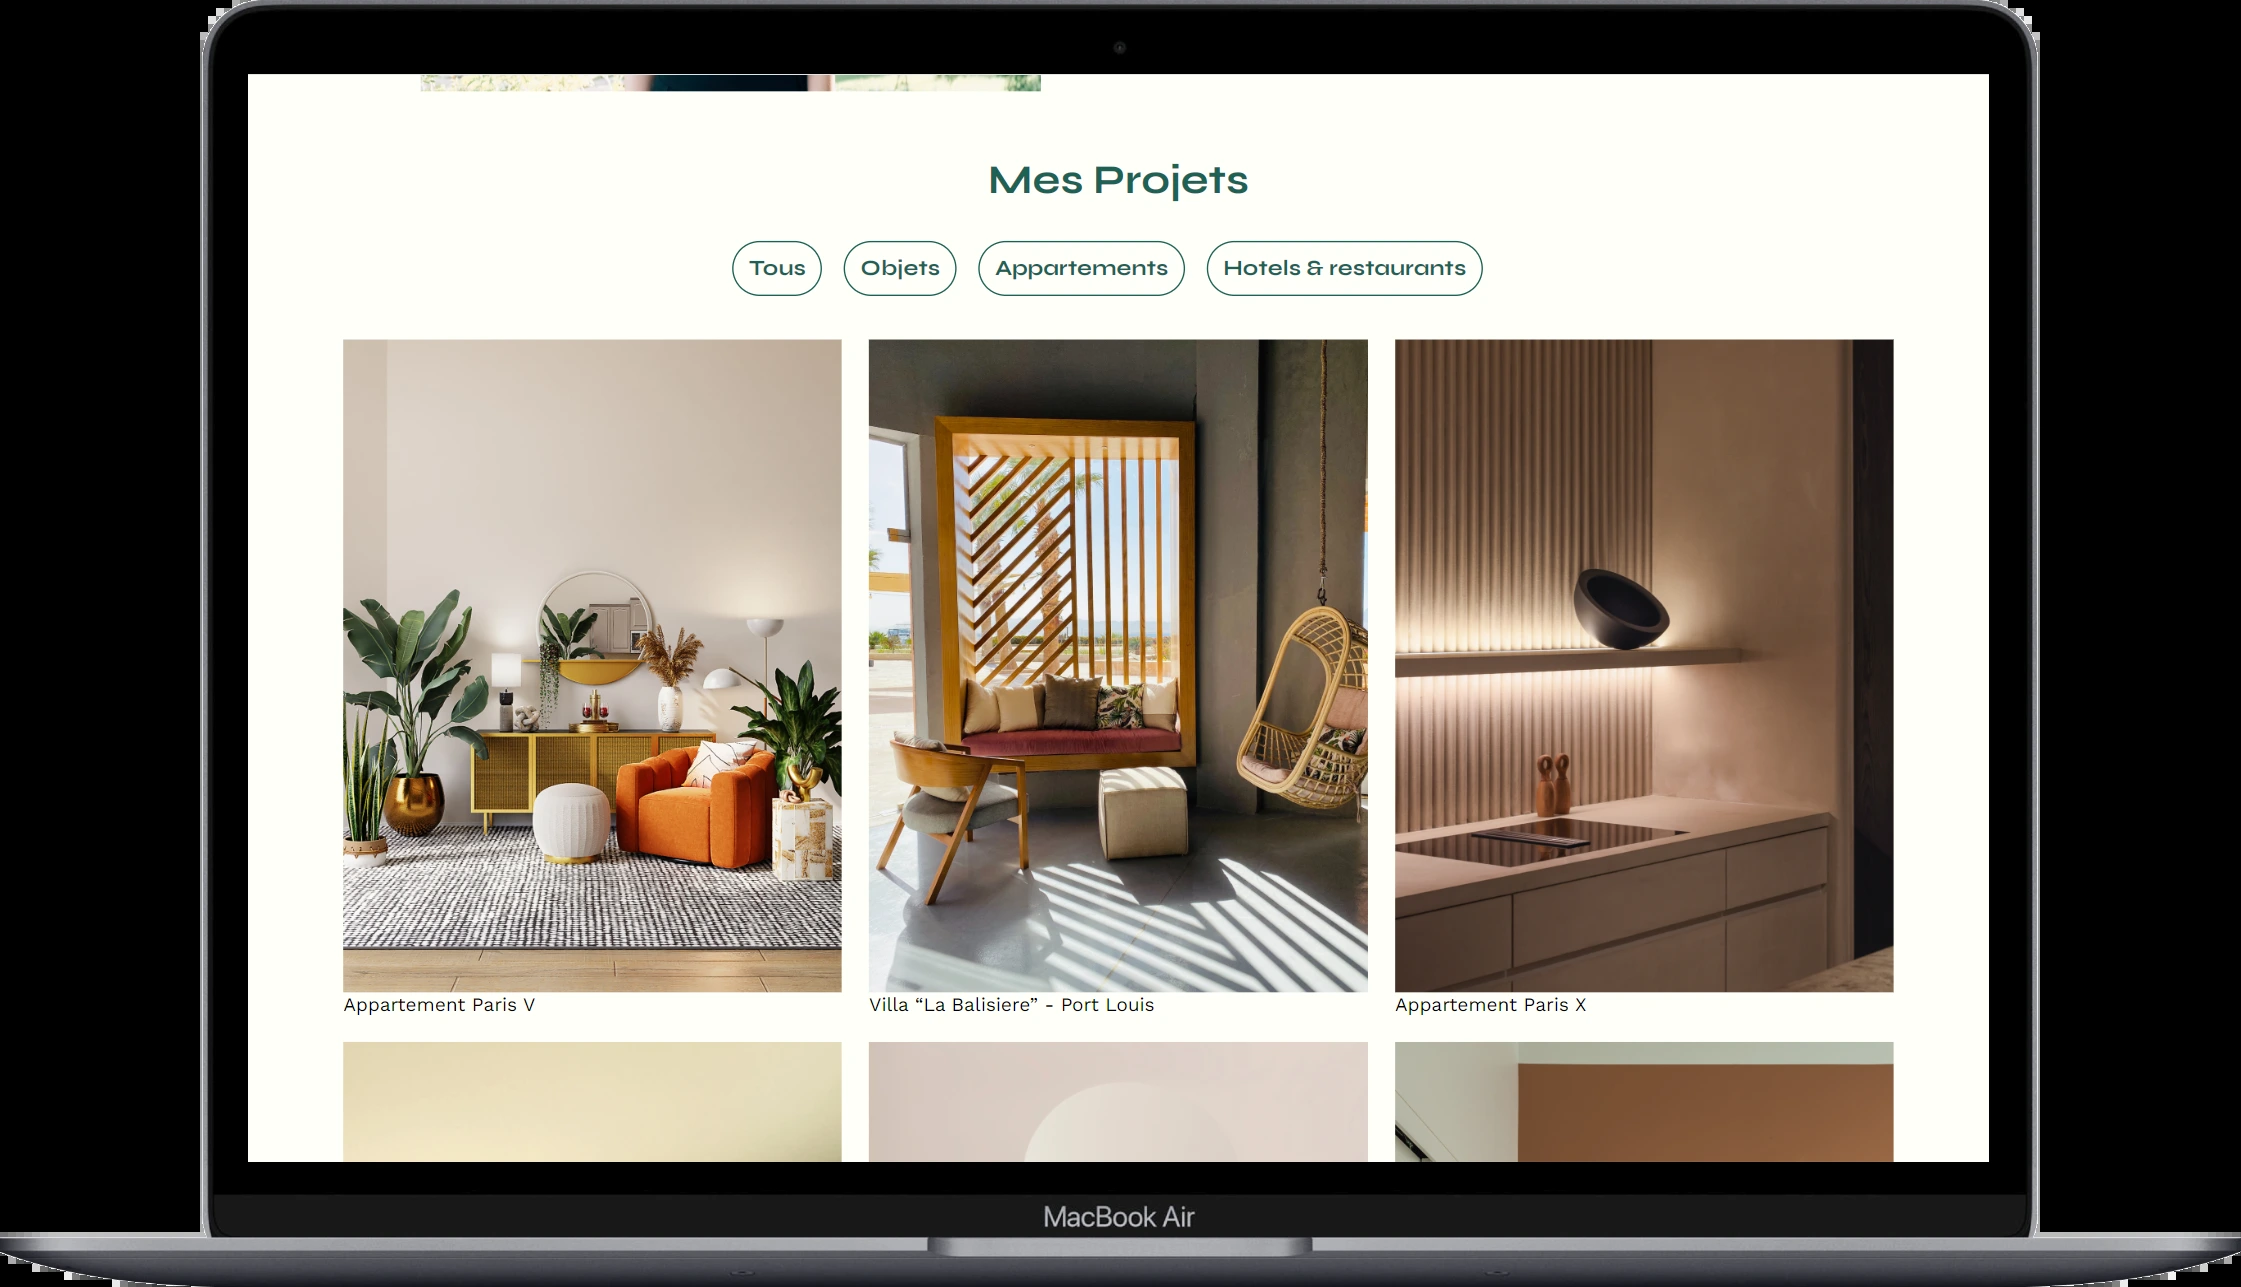 Mes Projets
Tous
Objets
Appartements
Hotels & restaurants
Appartement Paris V
Villa “La Balisiere” - Port Louis
Appartement Paris X
MacBook Air